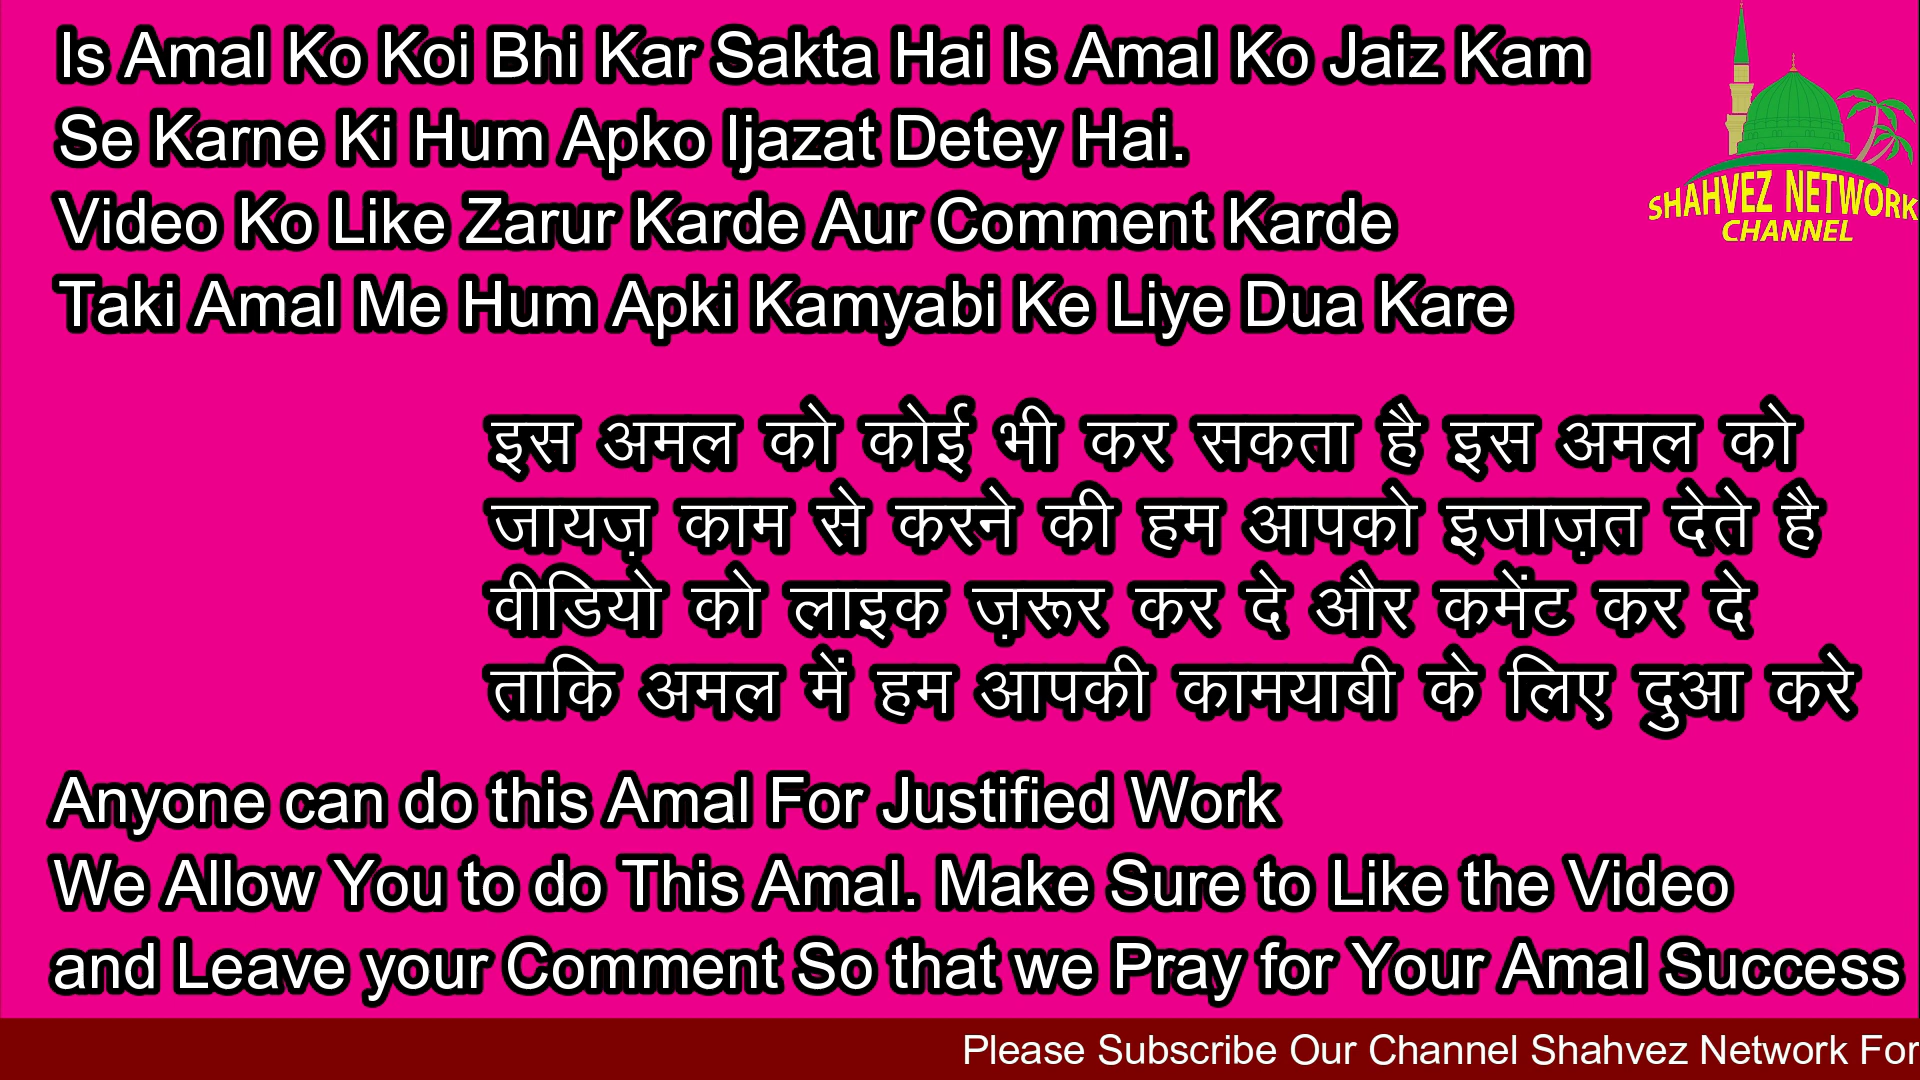 Is Amal Ko Koi Bhi Kar Sakta Hai Is Amal Ko Jaiz Kam
Se Karne Ki Hum Apko Ijazat Detey Hai.
Video Ko Like Zarur Karde Aur Comment Karde
Taki Amal Me Hum Apki Kamyabi Ke Liye Dua Kare
SHAHVEZ NETWORK
CHANNEL
इस अमल को कोई भी कर सकता है इस अमल को
जायज़ काम से करने की हम आपको इजाज़त देते है
वीडियो को लाइक ज़रूर कर दे और कमेंट कर दे
ताकि अमल में हम आपकी कामयाबी के लिए दुआ करे
Anyone can do this Amal For Justified Work
We Allow You to do This Amal. Make Sure to Like the Video
and Leave your Comment So that we Pray for Your Amal Success
Please Subscribe Our Channel Shahvez Network For